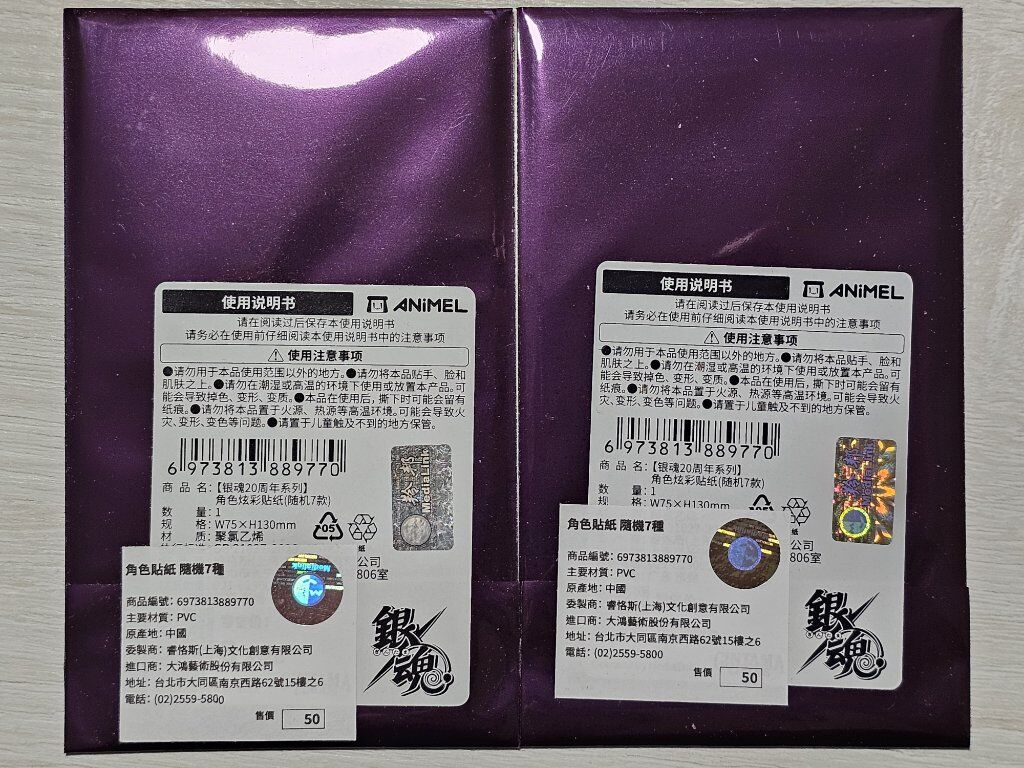 使用说明书
ANiMEL
请在阅读过后保存本使用说明书
请务必在使用前仔细阅读本使用说明书中的注意事项
使用注意事项
●请勿用于本品使用范围以外的地方。●请勿将本品贴手、脸和
肌肤之上。●请勿在潮湿或高温的环境下使用或放置本产品。可
能会导致掉色、变形、变质。●本品在使用后，撕下时可能会留有
纸痕。●请勿将本品置于火源、热源等高温环境。可能会导致火
灾、变形、变色等问题。●请置于儿童触及不到的地方保管。
6 973813 889770
商品名：【银魂20周年系列】
角色炫彩贴纸(随机7款)
数量：1
规格：W75×H130mm
材质：聚氯乙烯
05
纸
公司
806室
MediaLink
銀魂
角色貼紙 隨機7種
MediaLink
商品編號：6973813889770
主要材質：PVC
原產地：中國
委製商：睿恪斯(上海)文化創意有限公司
進口商：大鴻藝術股份有限公司
地址：台北市大同區南京西路62號15樓之6
電話：(02)2559-5800
售價 50
使用说明书
ANiMEL
请在阅读过后保存本使用说明书
请务必在使用前仔细阅读本使用说明书中的注意事项
使用注意事项
●请勿用于本品使用范围以外的地方。●请勿将本品贴手、脸和
肌肤之上。●请勿在潮湿或高温的环境下使用或放置本产品。可
能会导致掉色、变形、变质。●本品在使用后，撕下时可能会留有
纸痕。●请勿将本品置于火源、热源等高温环境。可能会导致火
灾、变形、变色等问题。●请置于儿童触及不到的地方保管。
6 973813 889770
商品名：【银魂20周年系列】
角色炫彩贴纸(随机7款)
数量：1
规格：W75×H130mm
纸
公司
806室
MediaLink
銀魂
角色貼紙 隨機7種
商品編號：6973813889770
主要材質：PVC
原產地：中國
委製商：睿恪斯(上海)文化創意有限公司
進口商：大鴻藝術股份有限公司
地址：台北市大同區南京西路62號15樓之6
電話：(02)2559-5800
售價 50